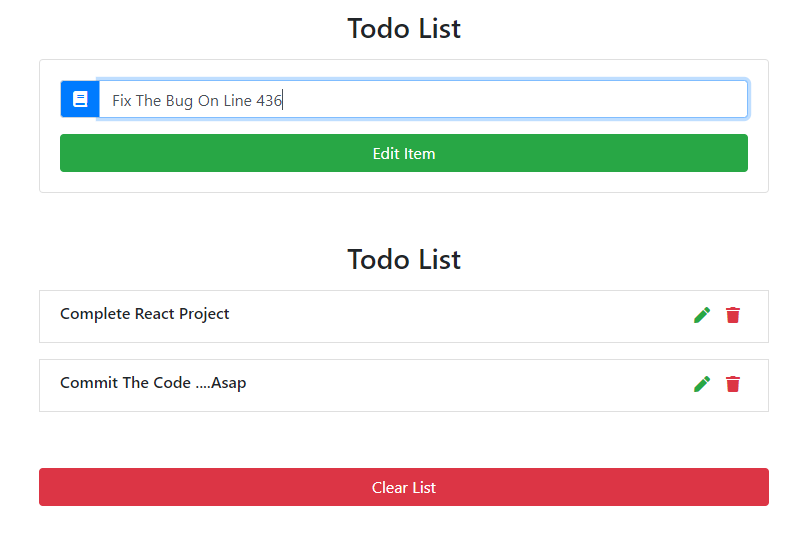 Todo List
Fix The Bug On Line 436
Edit Item
Todo List
Complete React Project
Commit The Code ....Asap
Clear List